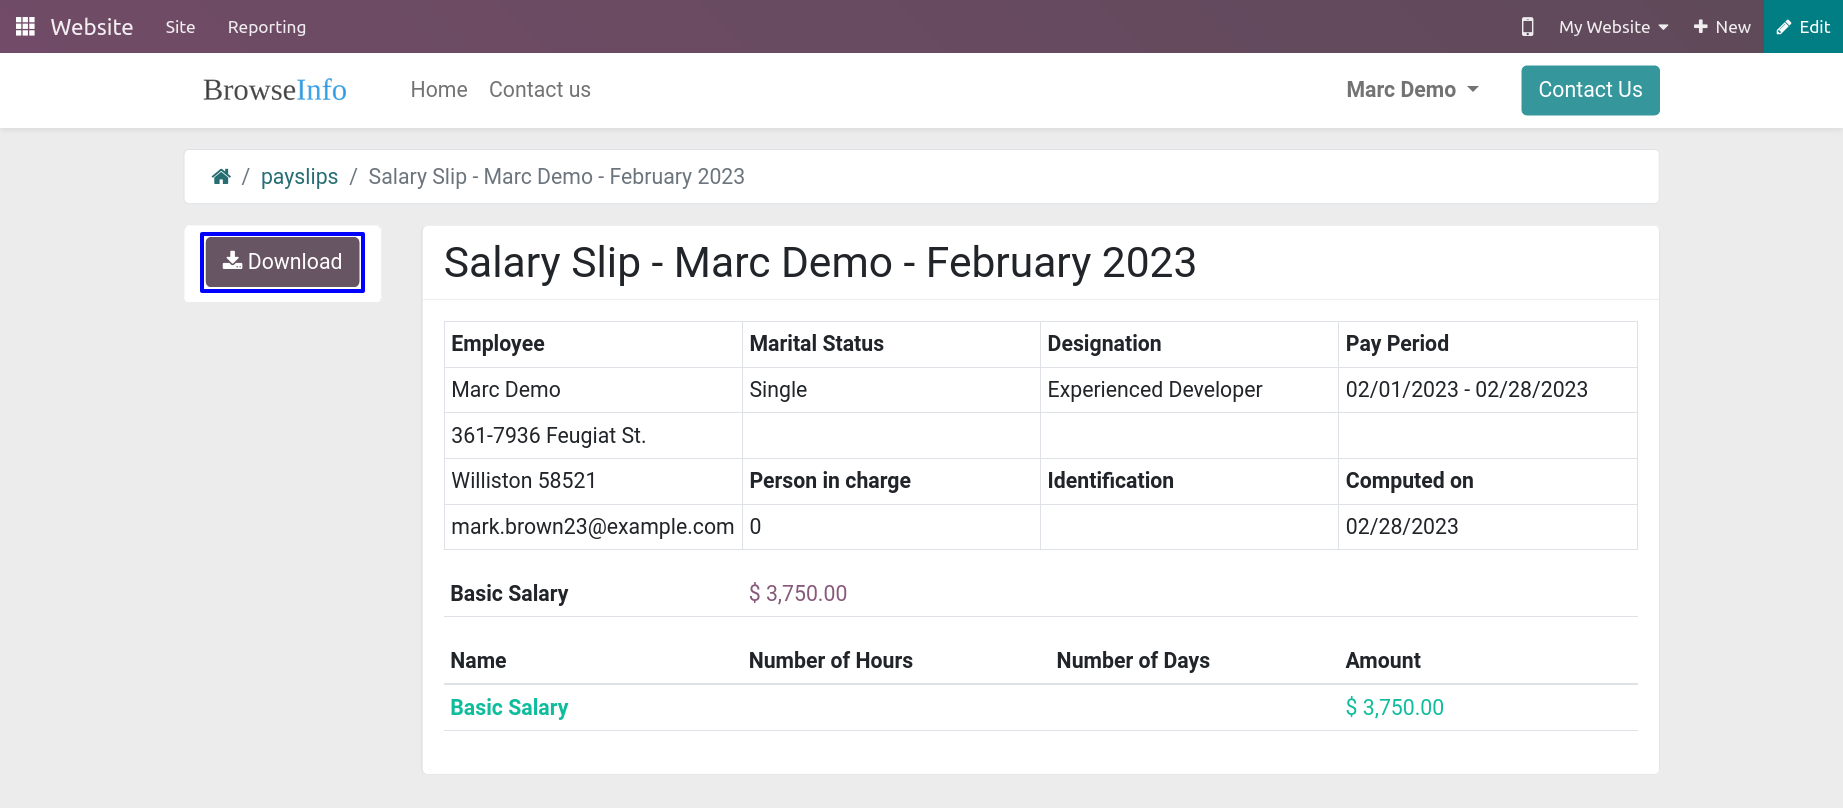 Website Site Reporting My Website New Edit
BrowseInfo Home Contact us Marc Demo Contact Us
/ payslips / Salary Slip - Marc Demo - February 2023
Download
Salary Slip - Marc Demo - February 2023
Employee Marital Status Designation Pay Period
Marc Demo Single Experienced Developer 02/01/2023 - 02/28/2023
361-7936 Feugiat St.
Williston 58521 Person in charge Identification Computed on
mark.brown23@example.com 0 02/28/2023
Basic Salary $ 3,750.00
Name Number of Hours Number of Days Amount
Basic Salary $ 3,750.00